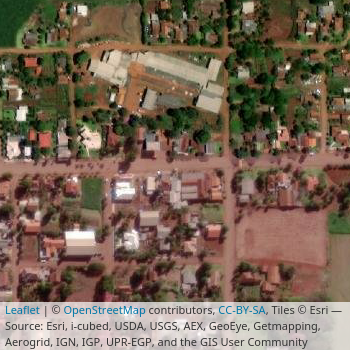 Leaflet | © OpenStreetMap contributors, CC-BY-SA, Tiles © Esri —
Source: Esri, i-cubed, USDA, USGS, AEX, GeoEye, Getmapping,
Aerogrid, IGN, IGP, UPR-EGP, and the GIS User Community